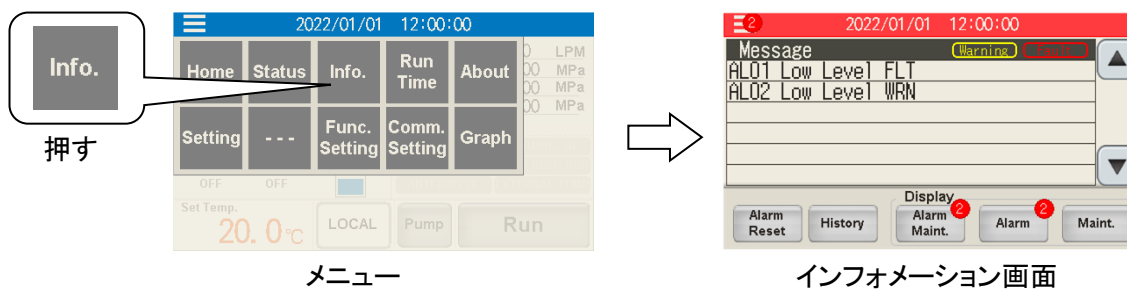 Info.
押す
2022/01/01 12:00:00
Home Status Info. Run Time About
Setting - - - Func. Setting Comm. Setting Graph
LPM
MPa
MPa
MPa
OFF OFF
Set Temp.
20.0℃ LOCAL Pump Run
メニュー
2 2022/01/01 12:00:00
Message Warning
AL01 Low Level FLT
AL02 Low Level WRN
Display
Alarm Reset History Alarm Maint. 2 Alarm 2 Maint.
インフォメーション画面